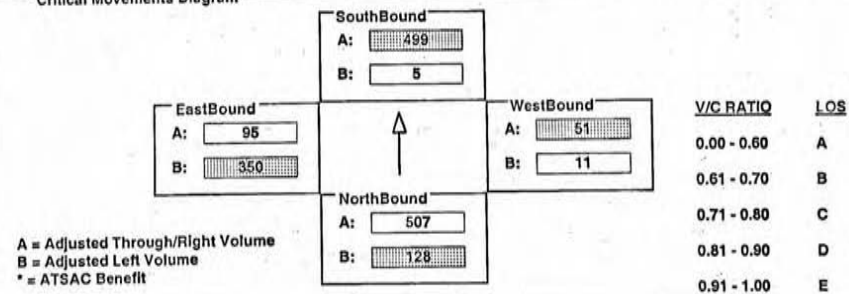 Critical Movements Diagram
SouthBound
A: 499
B: 5
EastBound
A: 95
B: 350
WestBound
A: 51
B: 11
NorthBound
A: 507
B: 128
A = Adjusted Through/Right Volume
B = Adjusted Left Volume
* = ATSAC Benefit
V/C RATIO LOS
0.00 - 0.60 A
0.61 - 0.70 B
0.71 - 0.80 C
0.81 - 0.90 D
0.91 - 1.00 E